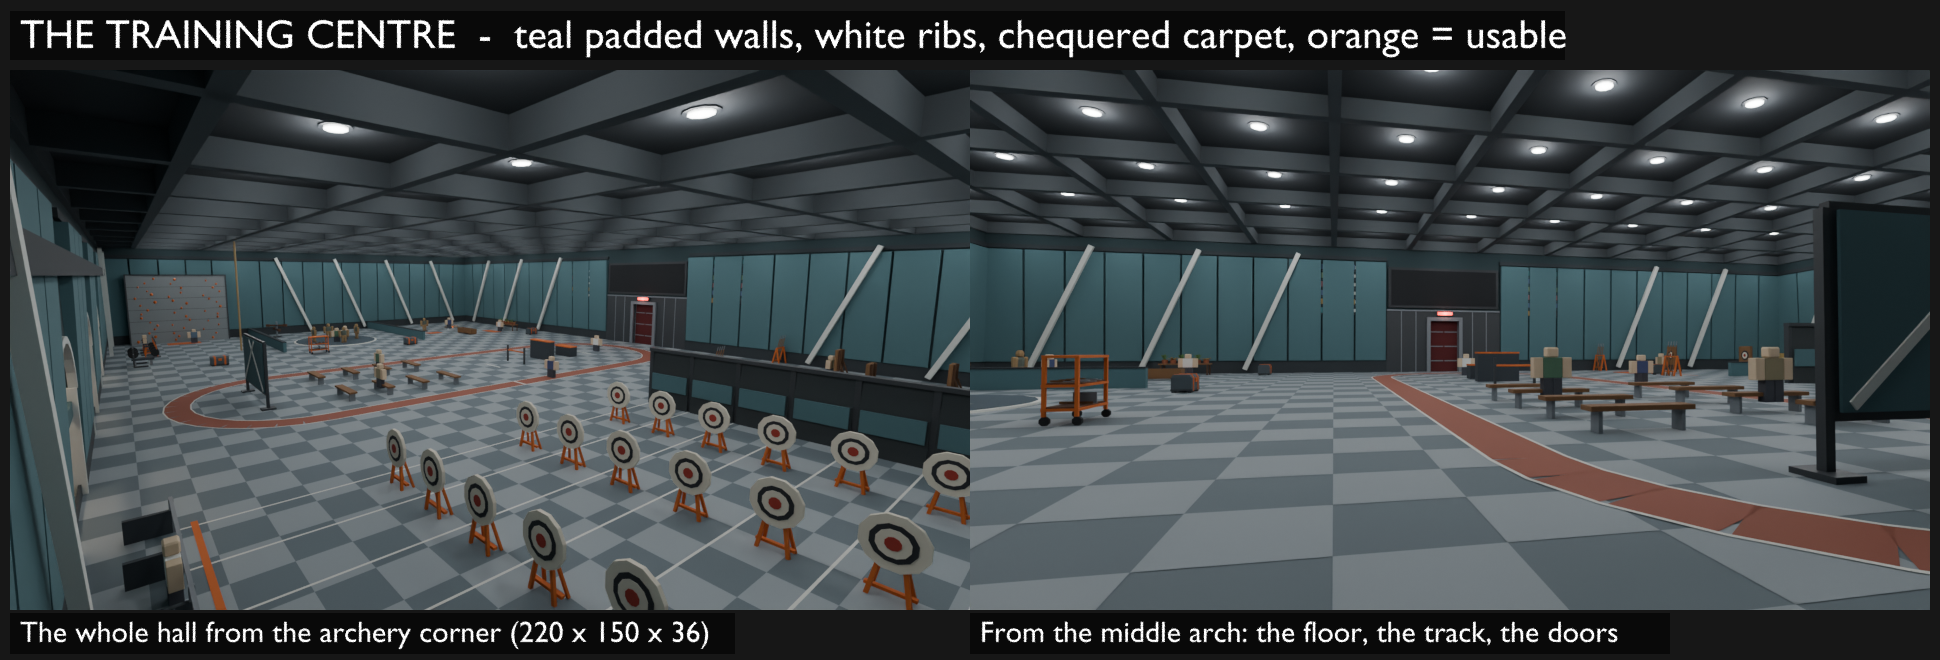 THE TRAINING CENTRE - teal padded walls, white ribs, chequered carpet, orange = usable
The whole hall from the archery corner (220 x 150 x 36)
From the middle arch: the floor, the track, the doors